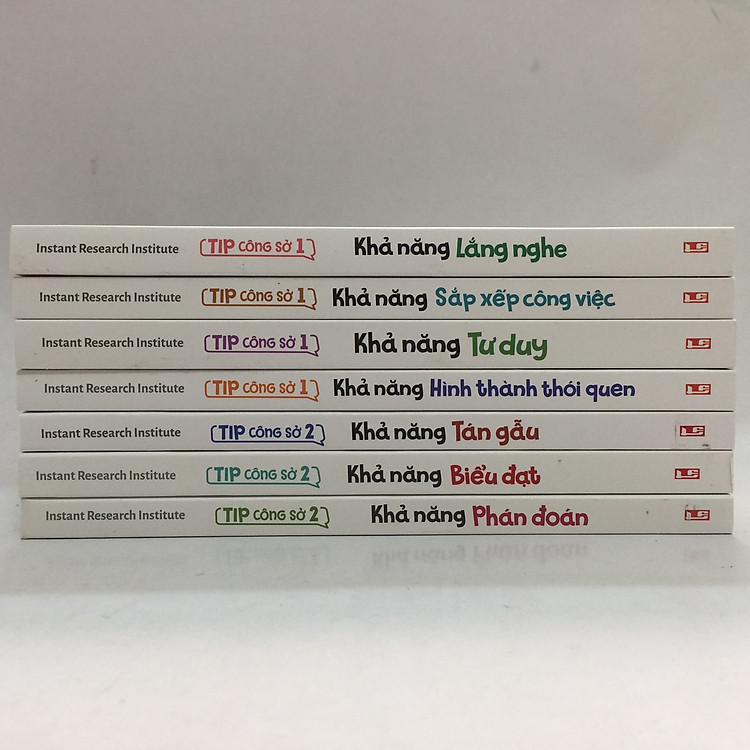 Instant Research Institute TIP công sở 1 Khả năng Lắng nghe
Instant Research Institute TIP công sở 1 Khả năng Sắp xếp công việc
Instant Research Institute TIP công sở 1 Khả năng Tư duy
Instant Research Institute TIP công sở 1 Khả năng Hình thành thói quen
Instant Research Institute TIP công sở 2 Khả năng Tán gẫu
Instant Research Institute TIP công sở 2 Khả năng Biểu đạt
Instant Research Institute TIP công sở 2 Khả năng Phán đoán